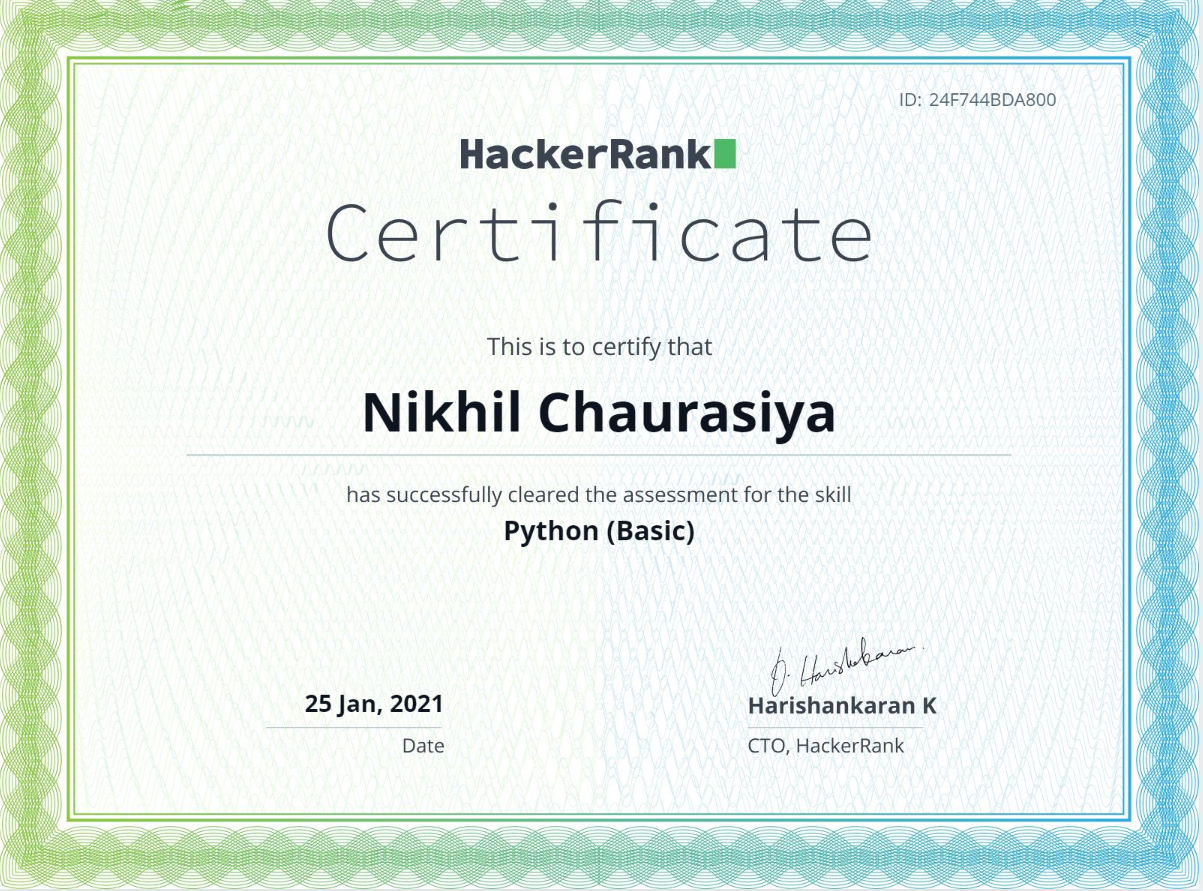 ID: 24F744BDA800
HackerRank
Certificate
This is to certify that
Nikhil Chaurasiya
has successfully cleared the assessment for the skill
Python (Basic)
25 Jan, 2021
Date
Harishankaran K
CTO, HackerRank